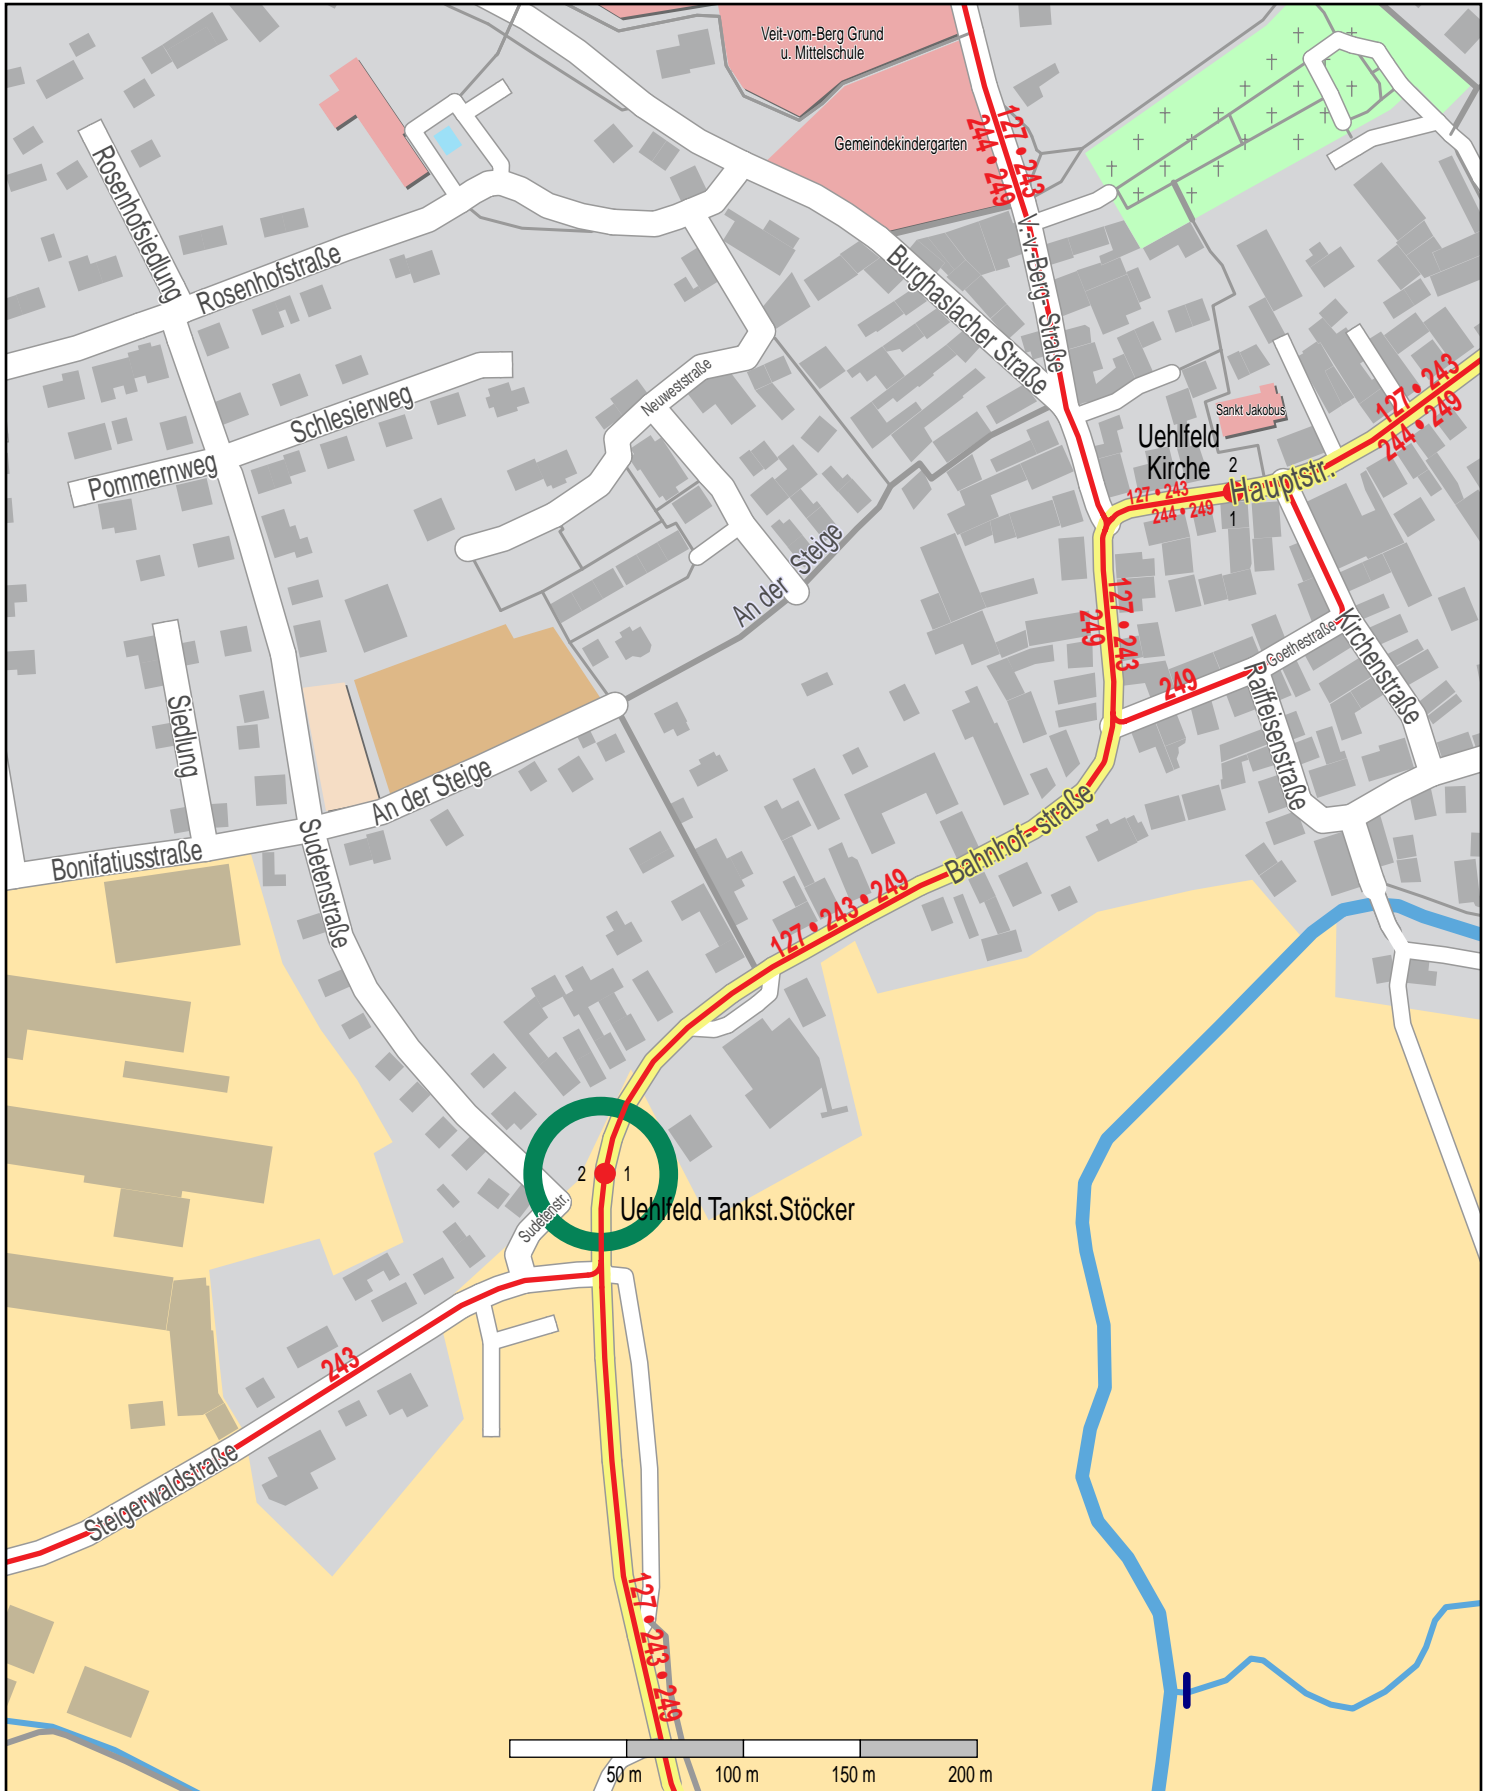 Veit-vom-Berg Grund
u. Mittelschule
127 • 243
244 • 249
Gemeindekindergarten
Rosenhofsiedlung
Rosenhofstraße
V.-v.-Berg-Straße
Burghaslacher Straße
Neuweststraße
Schlesierweg
Pommernweg
Sankt Jakobus
127 • 243
244 • 249
Uehlfeld
Kirche
2
Hauptstr.
1
127 • 243
244 • 249
An der Steige
127 • 243
249
Goethestraße
Kirchenstraße
249
Raiffeisenstraße
Siedlung
An der Steige
Bonifatiusstraße
Sudetenstraße
Bahnhof-straße
127 • 243 • 249
2
1
Uehlfeld Tankst.Stöcker
Sudetenstr.
243
Steigerwaldstraße
127 • 243 • 249
50 m
100 m
150 m
200 m